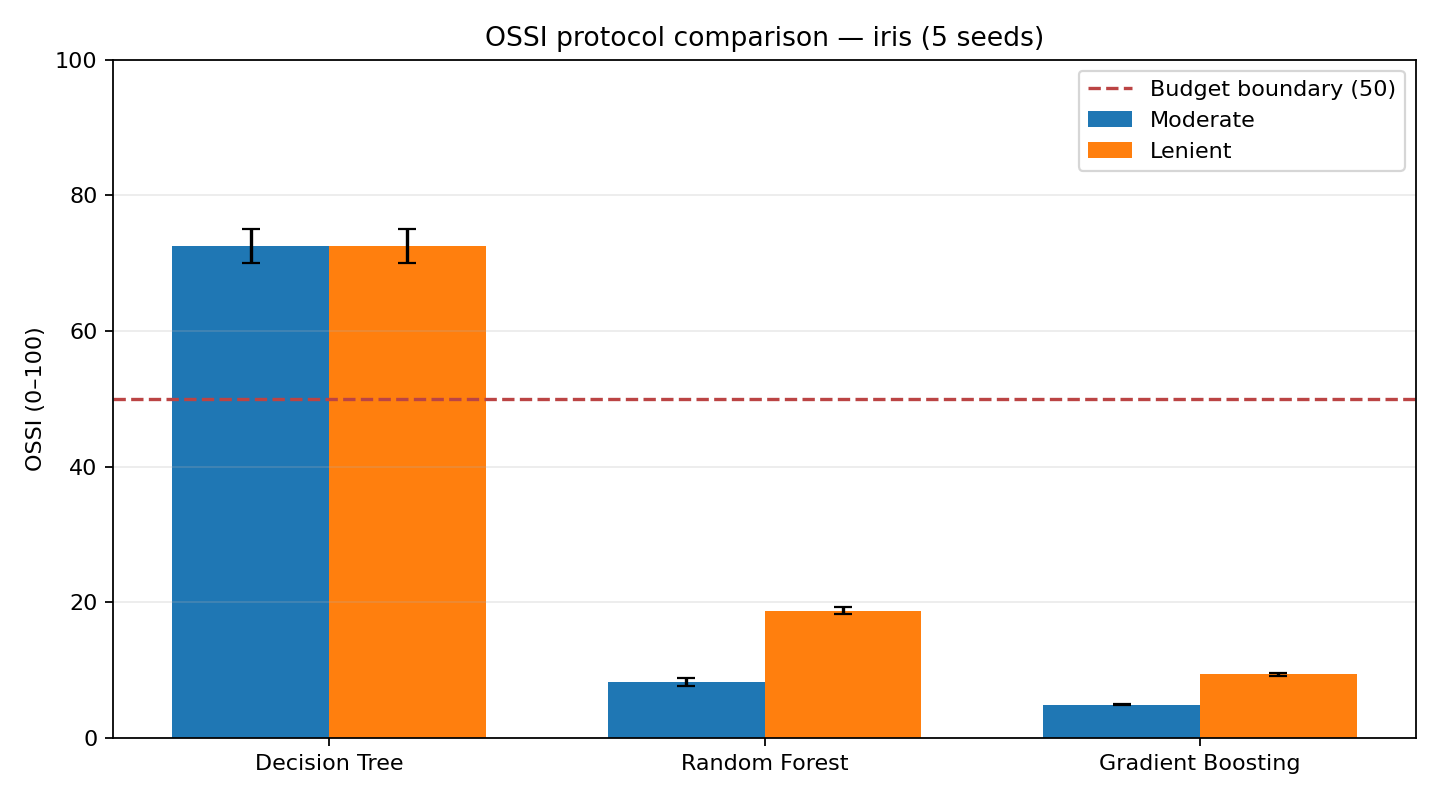 OSSI protocol comparison — iris (5 seeds)
100
80
60
40
20
0
OSSI (0–100)
Budget boundary (50)
Moderate
Lenient
Decision Tree
Random Forest
Gradient Boosting